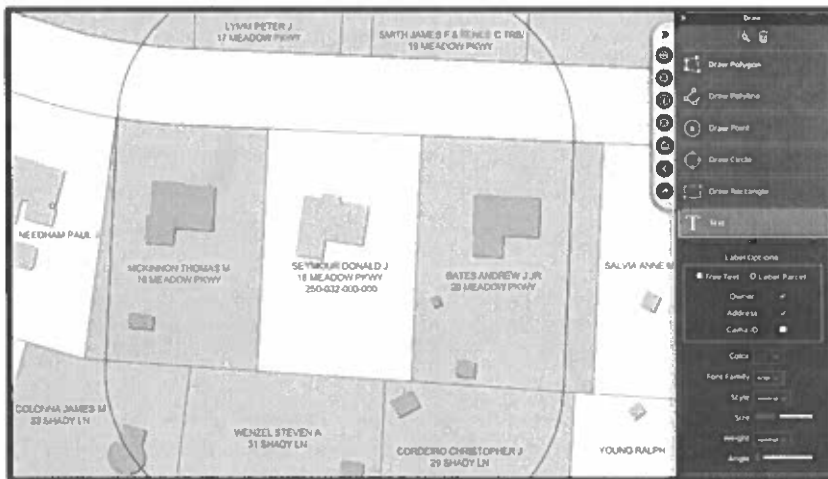 LYNM PETER J
17 MEADOW PKWY
SMITH JAMES F & RENEE C TRS/
19 MEADOW PKWY
NEEDHAM PAUL
MCKINNON THOMAS M
16 MEADOW PKWY
SEYMOUR DONALD J
18 MEADOW PKWY
250-032-000-000
BATES ANDREW J JR
20 MEADOW PKWY
SALVIA ANNE M
COLONNA JAMES M
33 SHADY LN
WENZEL STEVEN A
31 SHADY LN
CORDEIRO CHRISTOPHER J
29 SHADY LN
YOUNG RALPH
Draw
Draw Polygon
Draw Polyline
Draw Point
Draw Circle
Draw Rectangle
T Text
Label Options
Free Text
Label Parcel
Owner
Address
Cama ID
Color
Font Family
Style
Size
Weight
Angle